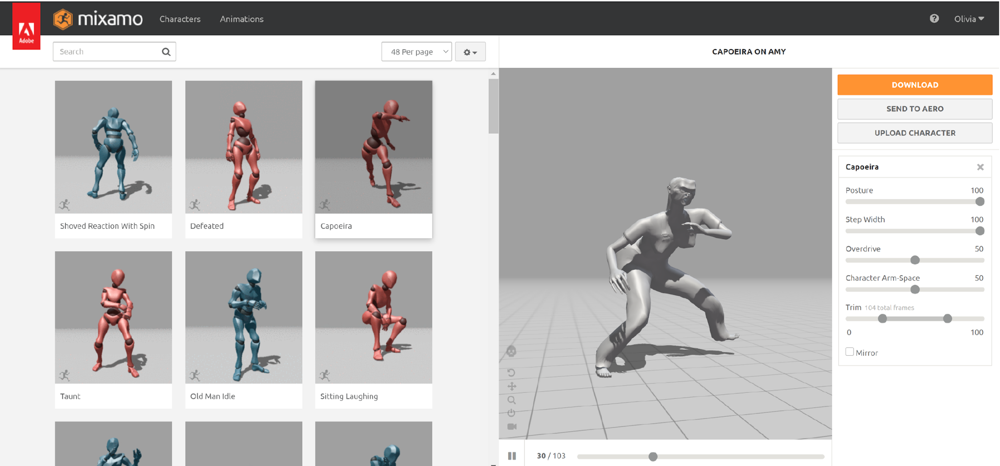 Adobe
mixamo
Characters
Animations
Olivia
Search
48 Per page
CAPOEIRA ON AMY
DOWNLOAD
SEND TO AERO
UPLOAD CHARACTER
Shoved Reaction With Spin
Defeated
Capoeira
Taunt
Old Man Idle
Sitting Laughing
30 / 103
Capoeira
Posture 100
Step Width 100
Overdrive 50
Character Arm-Space 50
Trim 104 total frames
0 100
Mirror